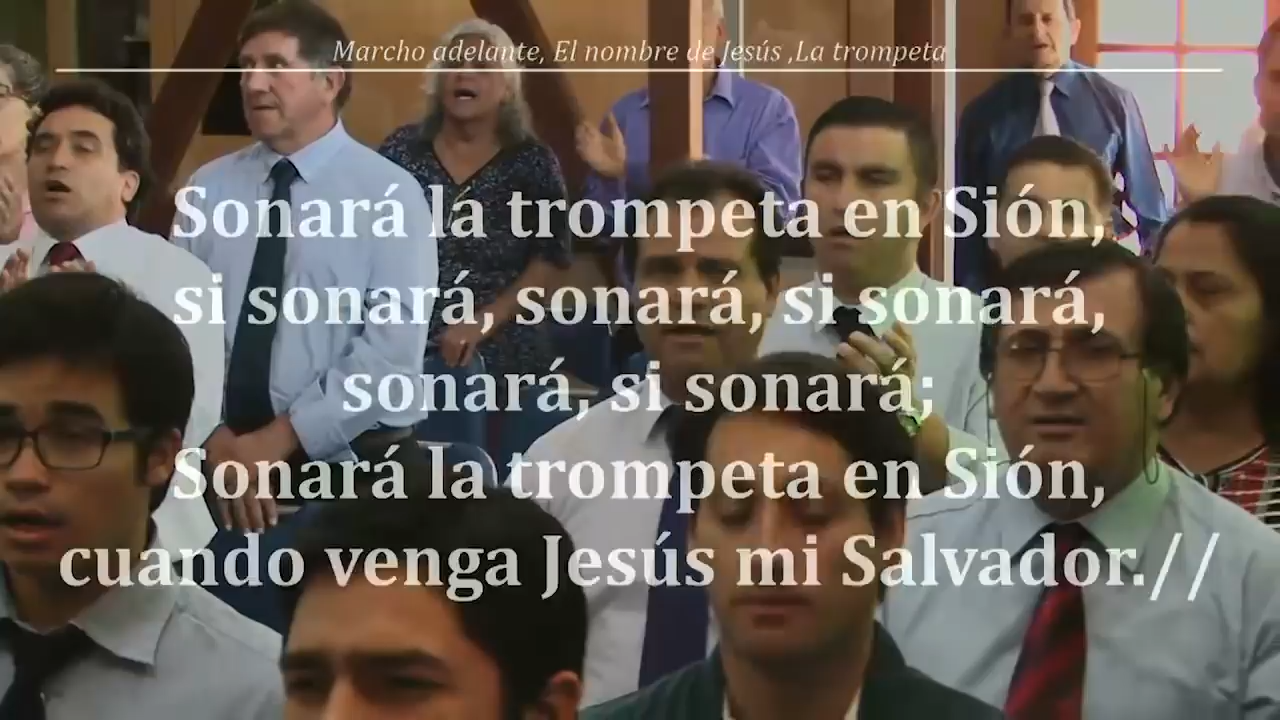 Marcho adelante, El nombre de Jesús ,La trompeta
Sonará la trompeta en Sión,
si sonará, sonará, si sonará,
sonará, si sonará;
Sonará la trompeta en Sión,
cuando venga Jesús mi Salvador.//